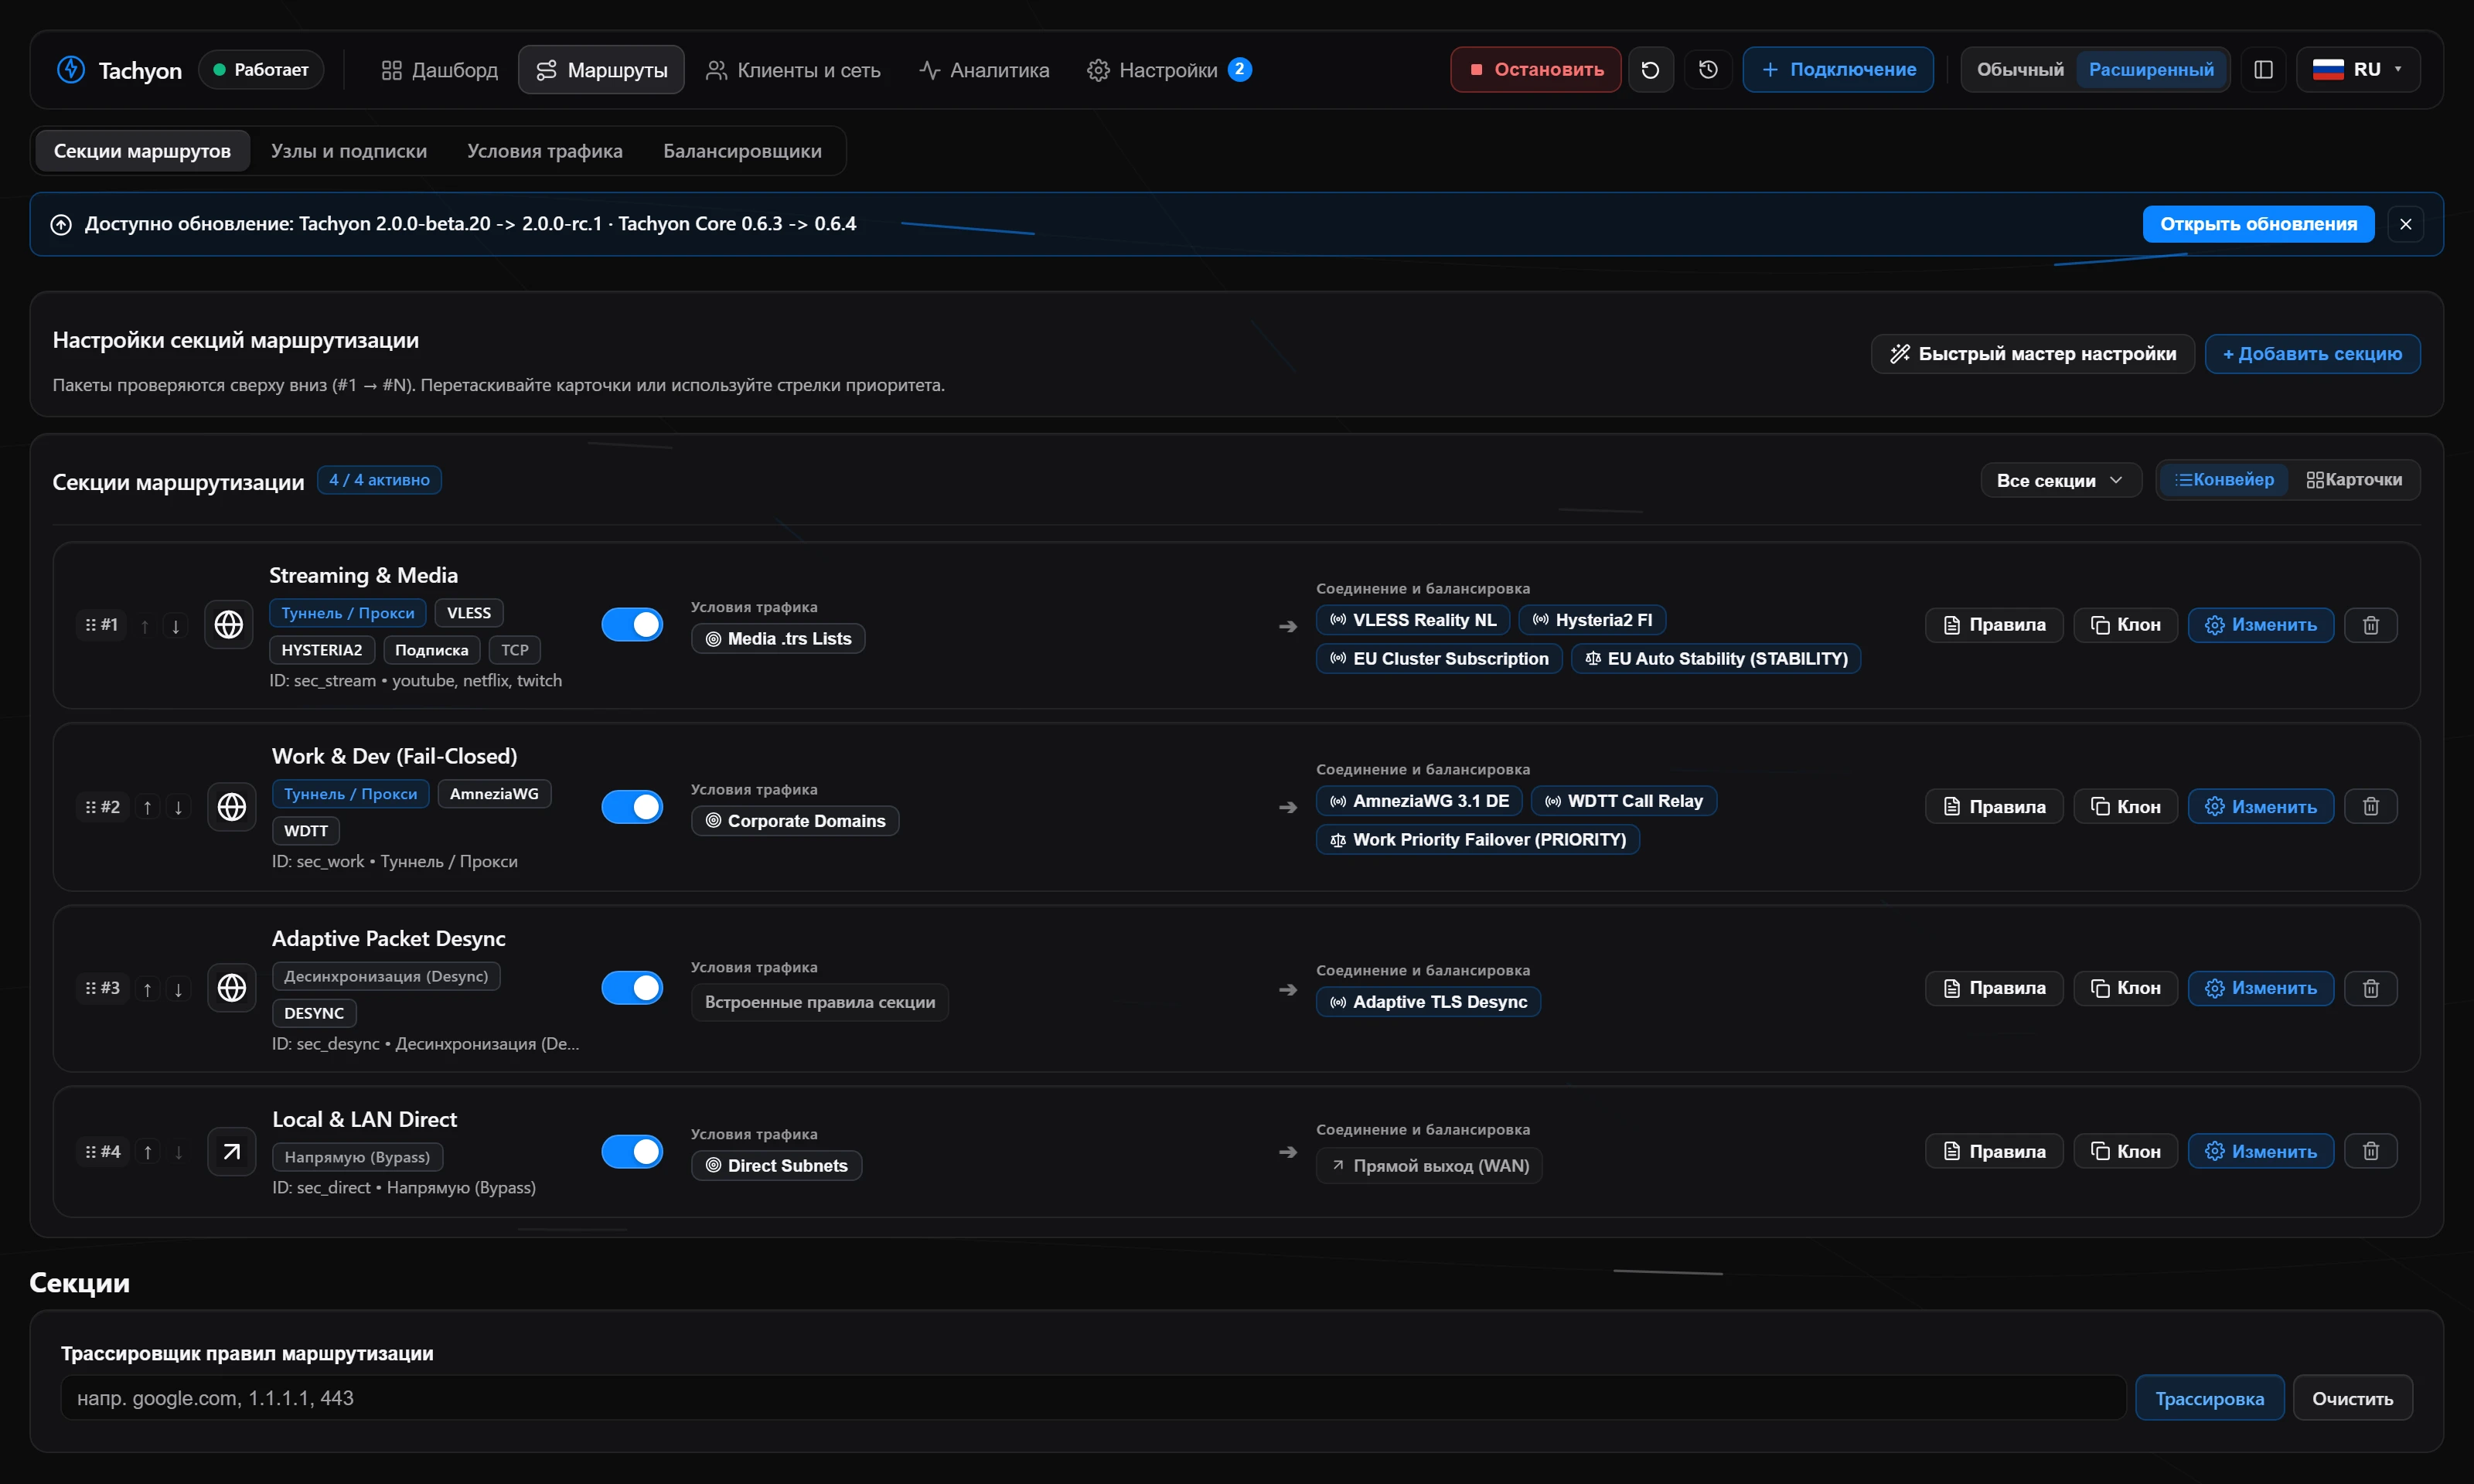 Tachyon Работает Дашборд Маршруты Клиенты и сеть Аналитика Настройки 2 Остановить + Подключение Обычный Расширенный RU
Секции маршрутов Узлы и подписки Условия трафика Балансировщики
Доступно обновление: Tachyon 2.0.0-beta.20 -> 2.0.0-rc.1 · Tachyon Core 0.6.3 -> 0.6.4 Открыть обновления ×
Настройки секций маршрутизации
Пакеты проверяются сверху вниз (#1 → #N). Перетаскивайте карточки или используйте стрелки приоритета.
Быстрый мастер настройки + Добавить секцию
Секции маршрутизации 4 / 4 активно Все секции Конвейер Карточки
#1 ↑ ↓
Streaming & Media
Туннель / Прокси VLESS
HYSTERIA2 Подписка TCP
ID: sec_stream • youtube, netflix, twitch
Условия трафика
Media .trs Lists
➔
Соединение и балансировка
VLESS Reality NL Hysteria2 FI
EU Cluster Subscription EU Auto Stability (STABILITY)
Правила Клон Изменить
#2 ↑ ↓
Work & Dev (Fail-Closed)
Туннель / Прокси AmneziaWG
WDTT
ID: sec_work • Туннель / Прокси
Условия трафика
Corporate Domains
➔
Соединение и балансировка
AmneziaWG 3.1 DE WDTT Call Relay
Work Priority Failover (PRIORITY)
Правила Клон Изменить
#3 ↑ ↓
Adaptive Packet Desync
Десинхронизация (Desync)
DESYNC
ID: sec_desync • Десинхронизация (De...
Условия трафика
Встроенные правила секции
➔
Соединение и балансировка
Adaptive TLS Desync
Правила Клон Изменить
#4 ↑ ↓
Local & LAN Direct
Напрямую (Bypass)
ID: sec_direct • Напрямую (Bypass)
Условия трафика
Direct Subnets
➔
Соединение и балансировка
Прямой выход (WAN)
Правила Клон Изменить
Секции
Трассировщик правил маршрутизации
напр. google.com, 1.1.1.1, 443 Трассировка Очистить